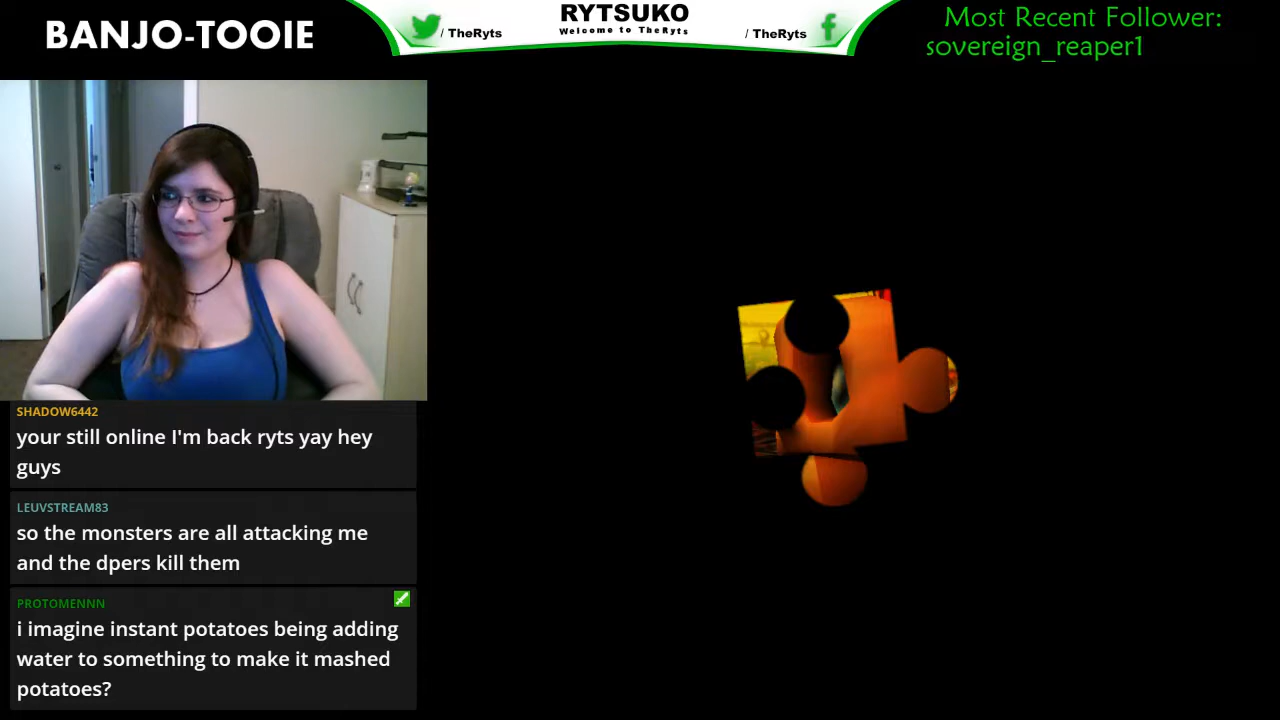 BANJO-TOOIE
/ TheRyts
RYTSUKO
Welcome to TheRyts
/ TheRyts
Most Recent Follower:
sovereign_reaper1
SHADOW6442
your still online I'm back ryts yay hey
guys
LEUVSTREAM83
so the monsters are all attacking me
and the dpers kill them
PROTOMENNN
i imagine instant potatoes being adding
water to something to make it mashed
potatoes?